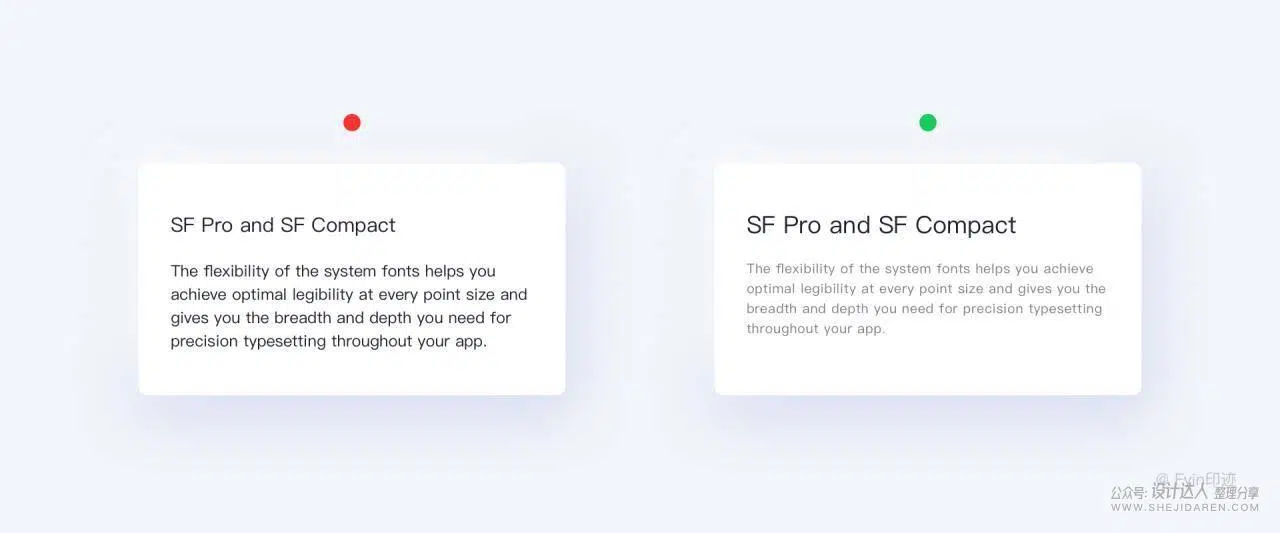 SF Pro and SF Compact
The flexibility of the system fonts helps you
achieve optimal legibility at every point size and
gives you the breadth and depth you need for
precision typesetting throughout your app.
SF Pro and SF Compact
The flexibility of the system fonts helps you achieve
optimal legibility at every point size and gives you the
breadth and depth you need for precision typesetting
throughout your app.
@ Evin印迹
公众号: 设计达人 整理分享
WWW.SHEJIDAREN.COM